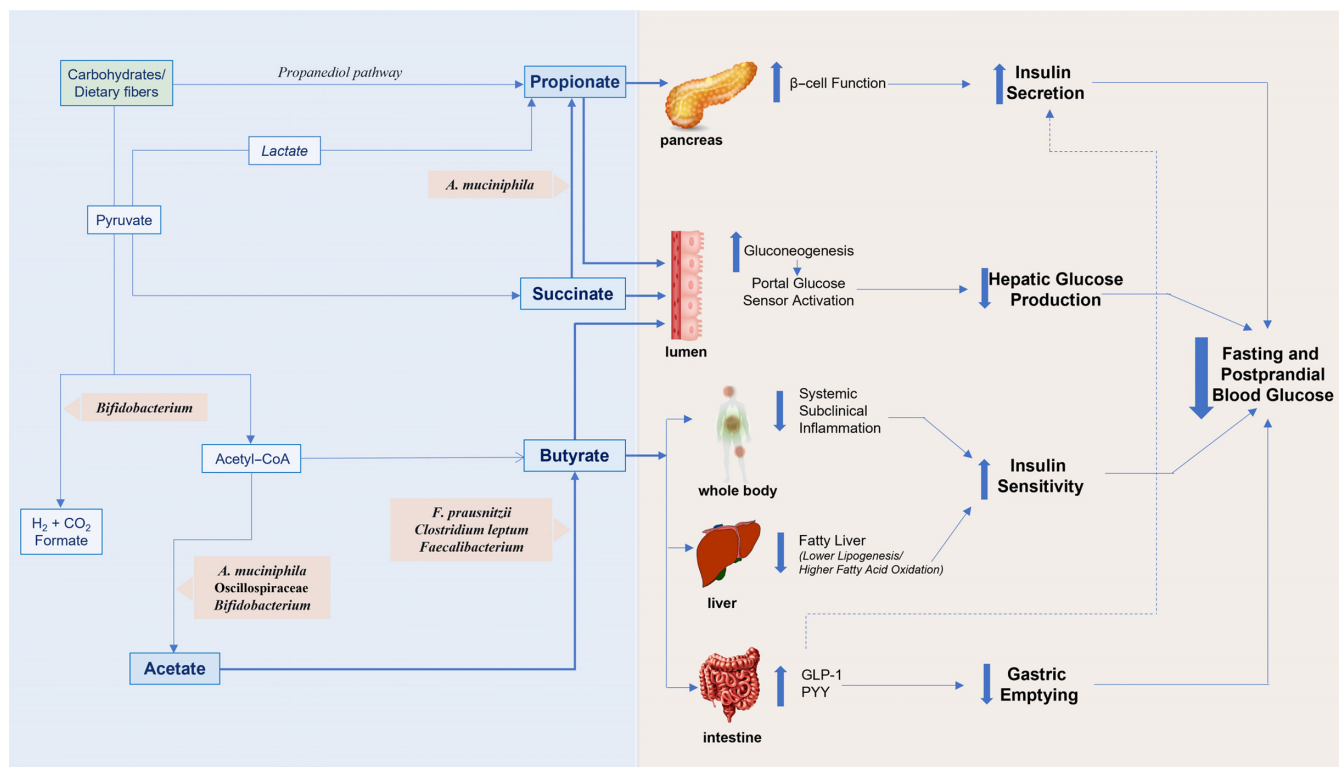 Carbohydrates/
Dietary fibers
Propanediol pathway
Propionate
Lactate
A. muciniphila
Pyruvate
Succinate
Bifidobacterium
Acetyl–CoA
Butyrate
H₂ + CO₂
Formate
F. prausnitzii
Clostridium leptum
Faecalibacterium
A. muciniphila
Oscillospiraceae
Bifidobacterium
Acetate
pancreas
β–cell Function
Insulin
Secretion
lumen
Gluconeogenesis
Portal Glucose
Sensor Activation
Hepatic Glucose
Production
Fasting and
Postprandial
Blood Glucose
whole body
Systemic
Subclinical
Inflammation
Insulin
Sensitivity
liver
Fatty Liver
(Lower Lipogenesis/
Higher Fatty Acid Oxidation)
intestine
GLP-1
PYY
Gastric
Emptying